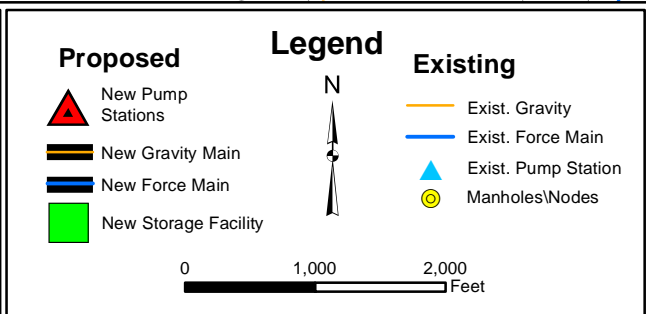 Legend
Proposed
New Pump
Stations
New Gravity Main
New Force Main
New Storage Facility
N
Existing
Exist. Gravity
Exist. Force Main
Exist. Pump Station
Manholes\Nodes
0 1,000 2,000
Feet